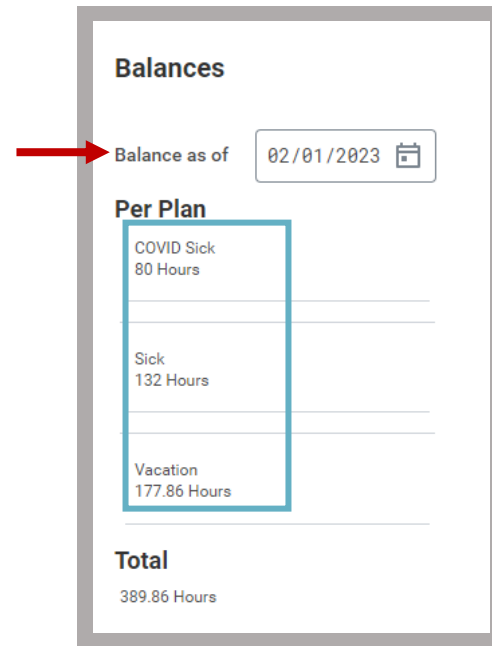 Balances
Balance as of 02/01/2023
Per Plan
COVID Sick
80 Hours
Sick
132 Hours
Vacation
177.86 Hours
Total
389.86 Hours